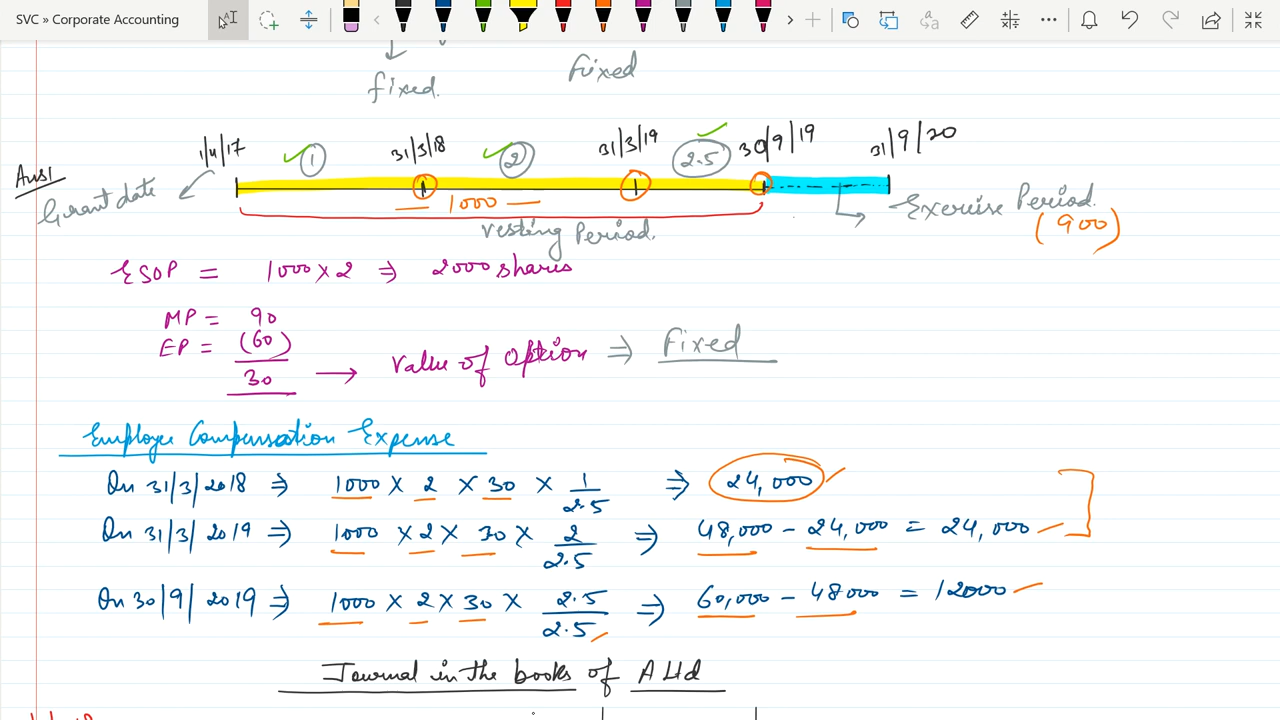 SVC » Corporate Accounting
fixed.
fixed
1/4/17 ① 31/3/18 ② 31/3/19 2.5 30/9/19 31/9/20
Ans1
Grant date
1000
Exercise Period.
(900)
vesting Period.
ESOP = 1000 × 2 ⇒ 2000 shares
MP = 90
EP = (60)
30 → value of option ⇒ Fixed
Employee Compensation Expense
On 31/3/2018 ⇒ 1000 × 2 × 30 × 1/2.5 ⇒ 24,000
On 31/3/2019 ⇒ 1000 × 2 × 30 × 2/2.5 ⇒ 48,000 - 24,000 = 24,000
On 30/9/2019 ⇒ 1000 × 2 × 30 × 2.5/2.5 ⇒ 60,000 - 48000 = 12000
Journal in the books of A Ltd